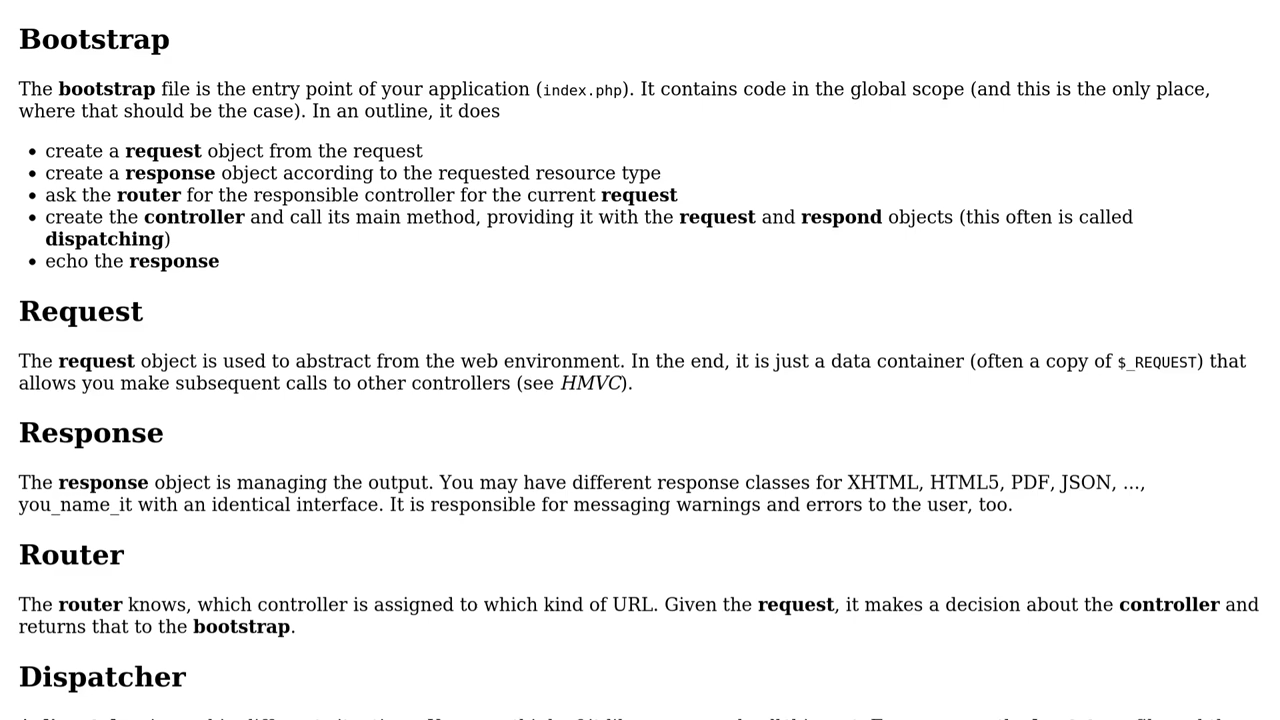 Bootstrap
The bootstrap file is the entry point of your application (index.php). It contains code in the global scope (and this is the only place,
where that should be the case). In an outline, it does
• create a request object from the request
• create a response object according to the requested resource type
• ask the router for the responsible controller for the current request
• create the controller and call its main method, providing it with the request and respond objects (this often is called
dispatching)
• echo the response
Request
The request object is used to abstract from the web environment. In the end, it is just a data container (often a copy of $_REQUEST) that
allows you make subsequent calls to other controllers (see HMVC).
Response
The response object is managing the output. You may have different response classes for XHTML, HTML5, PDF, JSON, ...,
you_name_it with an identical interface. It is responsible for messaging warnings and errors to the user, too.
Router
The router knows, which controller is assigned to which kind of URL. Given the request, it makes a decision about the controller and
returns that to the bootstrap.
Dispatcher